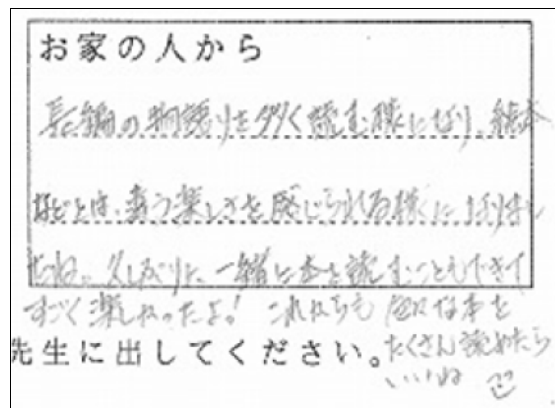 お家の人から
長編の物語りを多く読む様になり、絵本
などとは、違う楽しさを感じられる様になりまし
たね。久しぶりに一緒に本を読むこともできて
すごく楽しかったよ! これからも色々な本を
先生に出してください。
たくさん読めたら
いいね